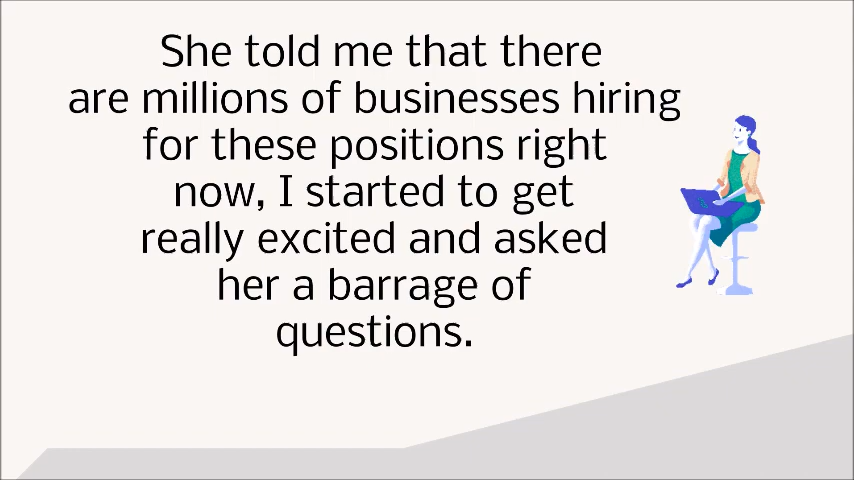 She told me that there
are millions of businesses hiring
for these positions right
now, I started to get
really excited and asked
her a barrage of
questions.